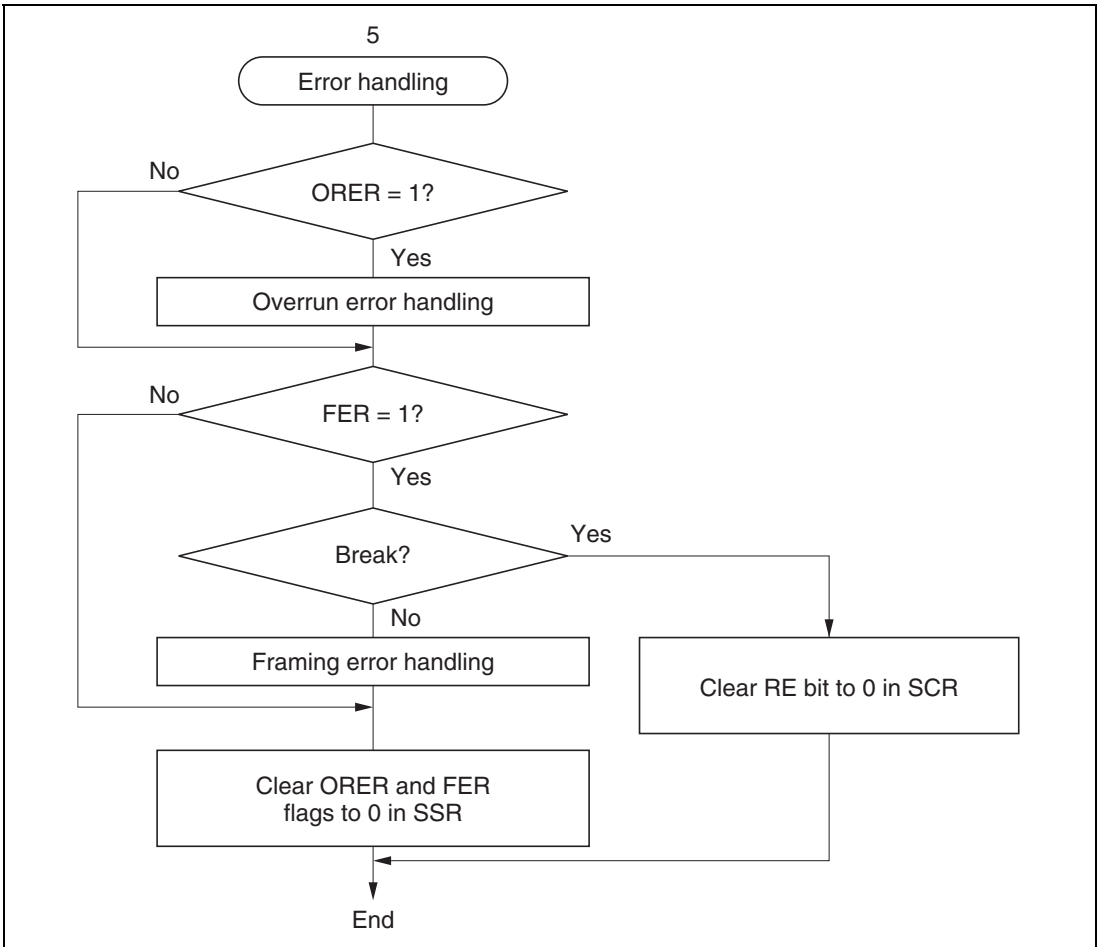 5
Error handling
No
ORER = 1?
Yes
Overrun error handling
No
FER = 1?
Yes
Break?
Yes
No
Framing error handling
Clear RE bit to 0 in SCR
Clear ORER and FER
flags to 0 in SSR
End